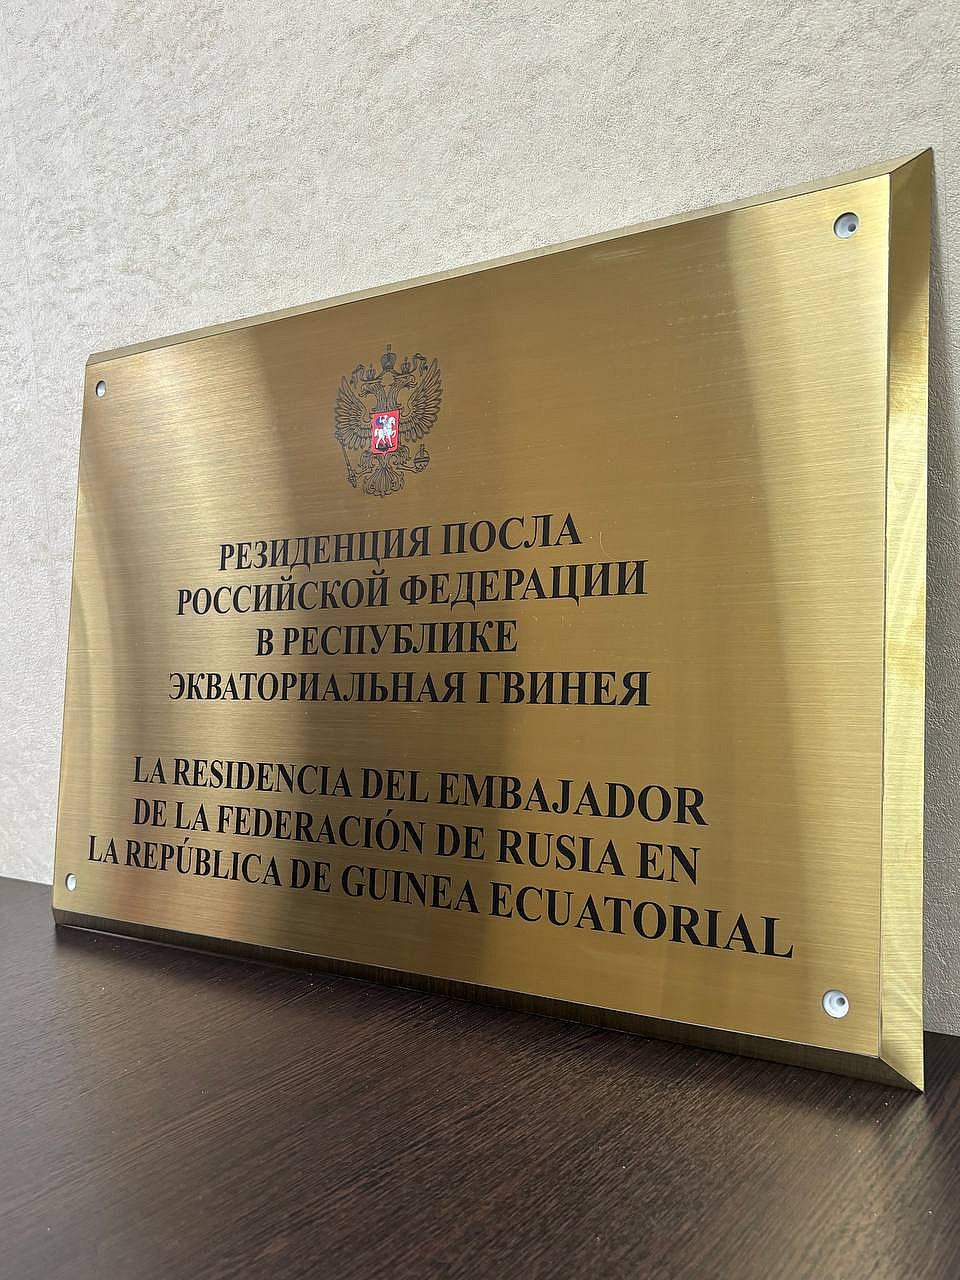 РЕЗИДЕНЦИЯ ПОСЛА
РОССИЙСКОЙ ФЕДЕРАЦИИ
В РЕСПУБЛИКЕ
ЭКВАТОРИАЛЬНАЯ ГВИНЕЯ
LA RESIDENCIA DEL EMBAJADOR
DE LA FEDERACIÓN DE RUSIA EN
LA REPÚBLICA DE GUINEA ECUATORIAL